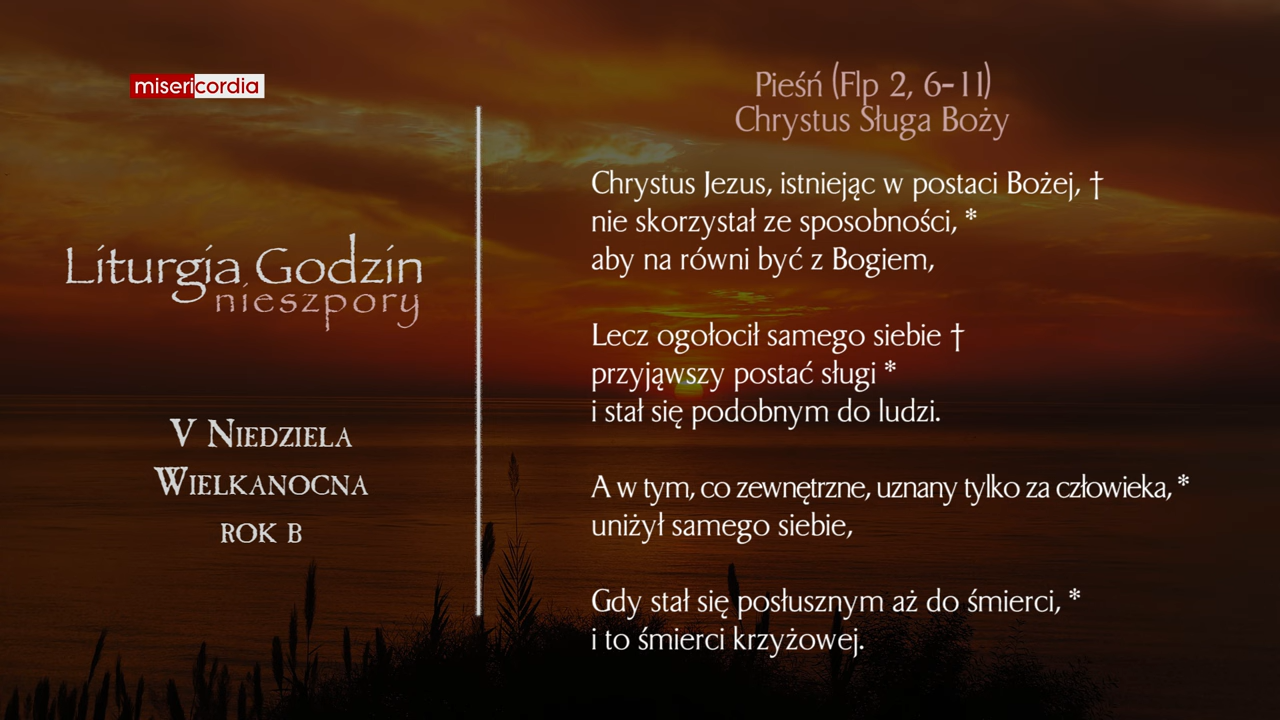 misericordia
Liturgia Godzin
nieszpory
V Niedziela
Wielkanocna
rok B
Pieśń (Flp 2, 6-11)
Chrystus Sługa Boży
Chrystus Jezus, istniejąc w postaci Bożej, †
nie skorzystał ze sposobności, *
aby na równi być z Bogiem,
Lecz ogołocił samego siebie †
przyjąwszy postać sługi *
i stał się podobnym do ludzi.
A w tym, co zewnętrzne, uznany tylko za człowieka, *
uniżył samego siebie,
Gdy stał się posłusznym aż do śmierci, *
i to śmierci krzyżowej.